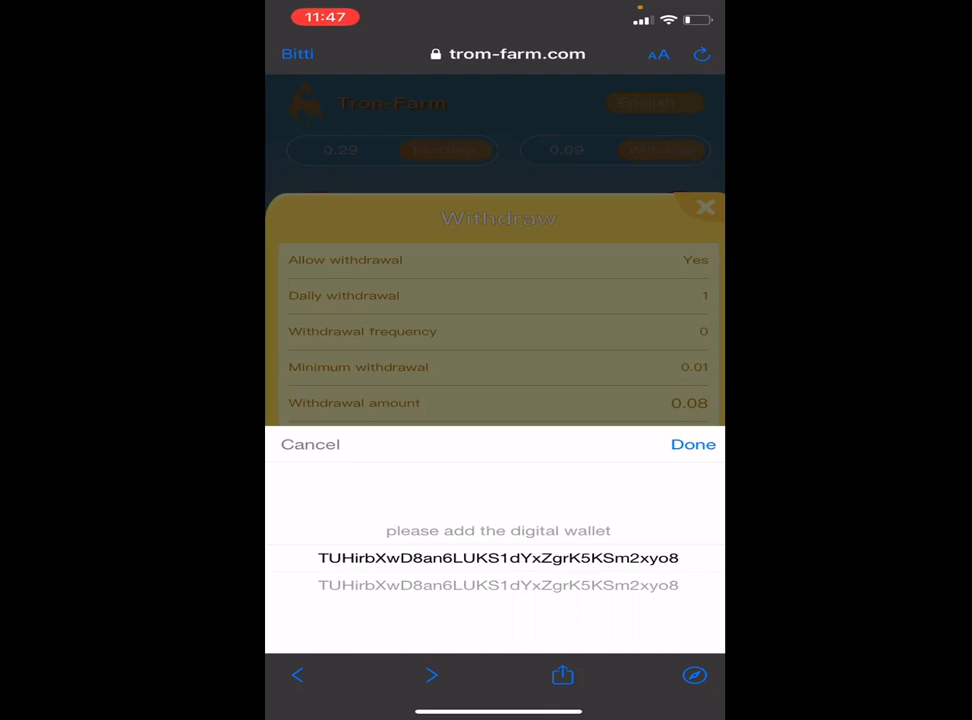 11:47
Bitti
trom-farm.com
AA
Tron-Farm
English
0.29
0.09
Withdraw
Withdraw
Allow withdrawal
Yes
Daily withdrawal
1
Withdrawal frequency
0
Minimum withdrawal
0.01
Withdrawal amount
0.08
Cancel
Done
please add the digital wallet
TUHirbXwD8an6LUKS1dYxZgrK5KSm2xyo8
TUHirbXwD8an6LUKS1dYxZgrK5KSm2xyo8